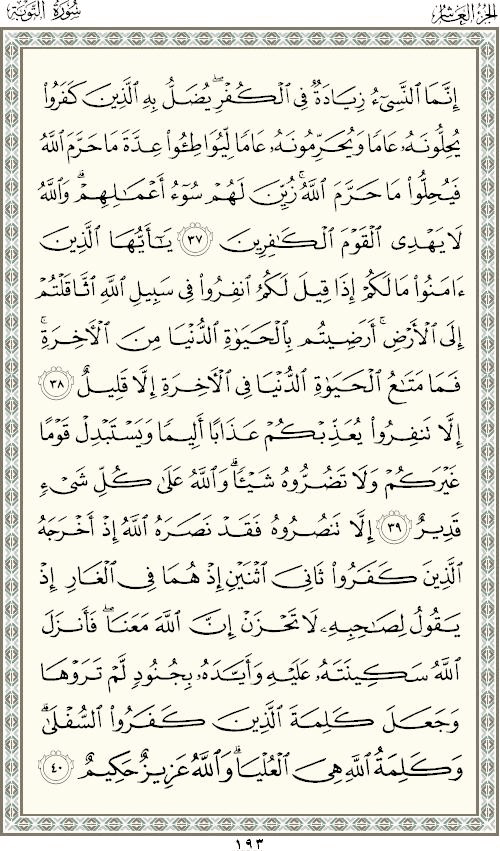 الجزء العاشر
سورة التوبة
إِنَّمَا ٱلنَّسِىٓءُ زِيَادَةٌ فِى ٱلْكُفْرِ ۖ يُضَلُّ بِهِ ٱلَّذِينَ كَفَرُوا۟
يُحِلُّونَهُۥ عَامًا وَيُحَرِّمُونَهُۥ عَامًا لِّيُوَاطِـُٔوا۟ عِدَّةَ مَا حَرَّمَ ٱللَّهُ
فَيُحِلُّوا۟ مَا حَرَّمَ ٱللَّهُ ۚ زُيِّنَ لَهُمْ سُوٓءُ أَعْمَـٰلِهِمْ ۗ وَٱللَّهُ
لَا يَهْدِى ٱلْقَوْمَ ٱلْكَـٰفِرِينَ ٣٧ يَـٰٓأَيُّهَا ٱلَّذِينَ
ءَامَنُوا۟ مَا لَكُمْ إِذَا قِيلَ لَكُمُ ٱنفِرُوا۟ فِى سَبِيلِ ٱللَّهِ ٱثَّاقَلْتُمْ
إِلَى ٱلْأَرْضِ ۚ أَرَضِيتُم بِٱلْحَيَوٰةِ ٱلدُّنْيَا مِنَ ٱلْـَٔاخِرَةِ ۚ
فَمَا مَتَـٰعُ ٱلْحَيَوٰةِ ٱلدُّنْيَا فِى ٱلْـَٔاخِرَةِ إِلَّا قَلِيلٌ ٣٨
إِلَّا تَنفِرُوا۟ يُعَذِّبْكُمْ عَذَابًا أَلِيمًا وَيَسْتَبْدِلْ قَوْمًا
غَيْرَكُمْ وَلَا تَضُرُّوهُ شَيْـًٔا ۗ وَٱللَّهُ عَلَىٰ كُلِّ شَىْءٍ
قَدِيرٌ ٣٩ إِلَّا تَنصُرُوهُ فَقَدْ نَصَرَهُ ٱللَّهُ إِذْ أَخْرَجَهُ
ٱلَّذِينَ كَفَرُوا۟ ثَانِىَ ٱثْنَيْنِ إِذْ هُمَا فِى ٱلْغَارِ إِذْ
يَقُولُ لِصَـٰحِبِهِۦ لَا تَحْزَنْ إِنَّ ٱللَّهَ مَعَنَا ۖ فَأَنزَلَ
ٱللَّهُ سَكِينَتَهُۥ عَلَيْهِ وَأَيَّدَهُۥ بِجُنُودٍ لَّمْ تَرَوْهَا
وَجَعَلَ كَلِمَةَ ٱلَّذِينَ كَفَرُوا۟ ٱلسُّفْلَىٰ ۗ
وَكَلِمَةُ ٱللَّهِ هِىَ ٱلْعُلْيَا ۗ وَٱللَّهُ عَزِيزٌ حَكِيمٌ ٤٠
١٩٣